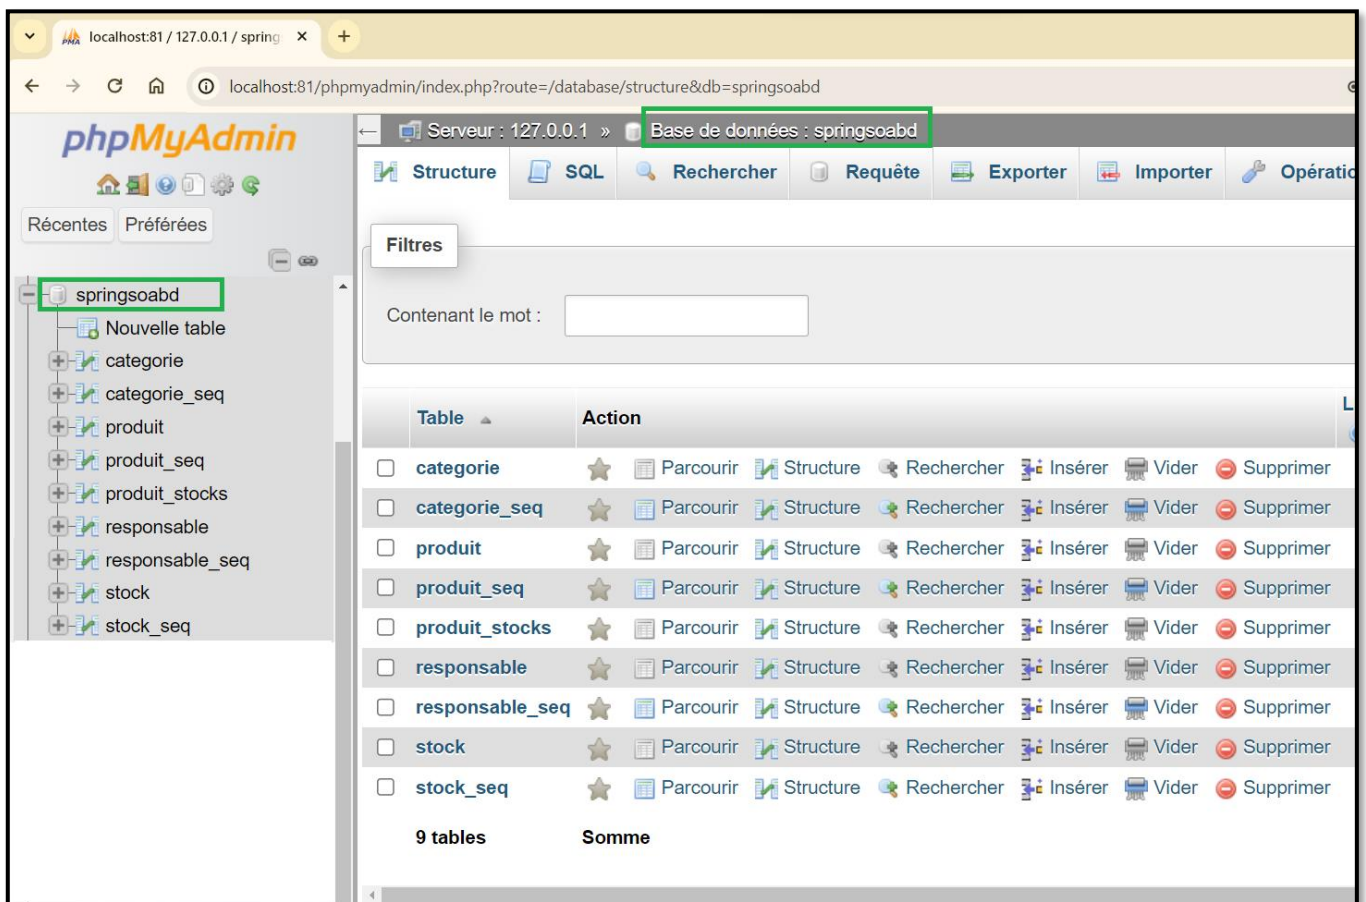 localhost:81 / 127.0.0.1 / spring
localhost:81/phpmyadmin/index.php?route=/database/structure&db=springsoabd
phpMyAdmin
Récentes Préférées
springsoabd
Nouvelle table
categorie
categorie_seq
produit
produit_seq
produit_stocks
responsable
responsable_seq
stock
stock_seq
Serveur : 127.0.0.1 » Base de données : springsoabd
Structure SQL Rechercher Requête Exporter Importer Opératio
Filtres
Contenant le mot :
Table Action L
categorie Parcourir Structure Rechercher Insérer Vider Supprimer
categorie_seq Parcourir Structure Rechercher Insérer Vider Supprimer
produit Parcourir Structure Rechercher Insérer Vider Supprimer
produit_seq Parcourir Structure Rechercher Insérer Vider Supprimer
produit_stocks Parcourir Structure Rechercher Insérer Vider Supprimer
responsable Parcourir Structure Rechercher Insérer Vider Supprimer
responsable_seq Parcourir Structure Rechercher Insérer Vider Supprimer
stock Parcourir Structure Rechercher Insérer Vider Supprimer
stock_seq Parcourir Structure Rechercher Insérer Vider Supprimer
9 tables Somme